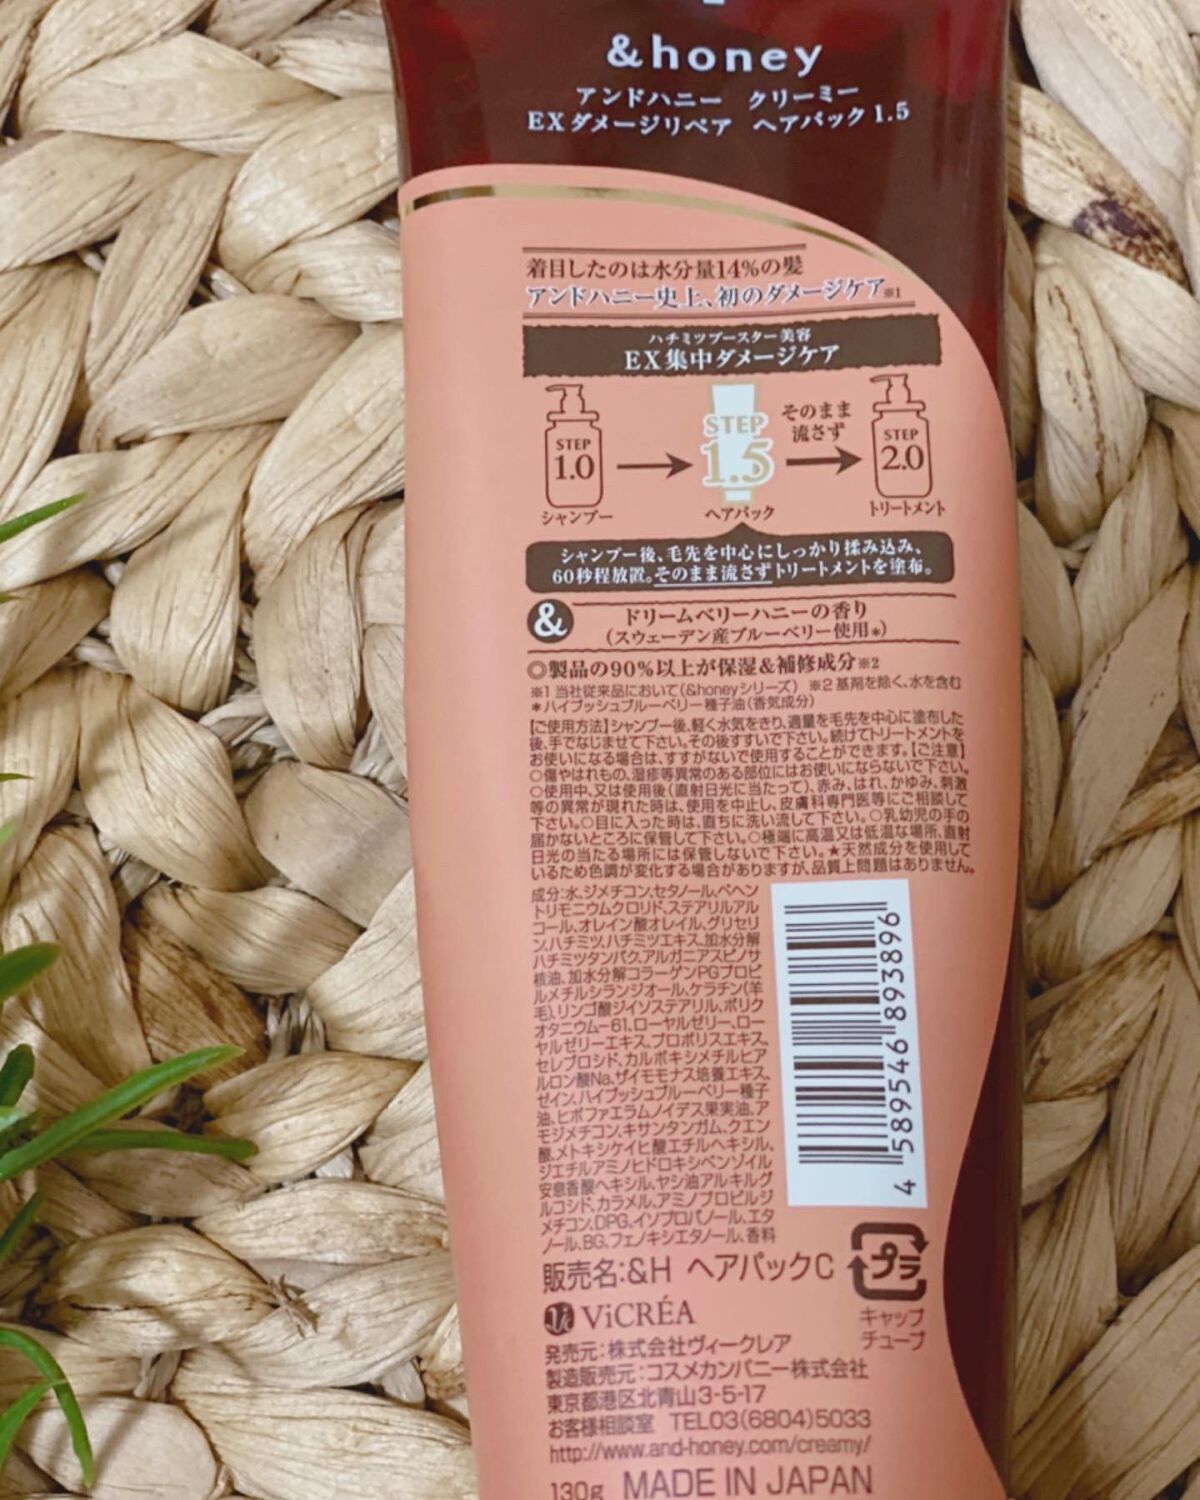 &honey
アンドハニー クリーミー
EXダメージリペア ヘアパック1.5
着目したのは水分量14%の髪
アンドハニー史上、初のダメージケア※1
ハチミツブースター美容
EX集中ダメージケア
STEP
1.0
シャンプー
STEP
1.5
ヘアパック
そのまま
流さず
STEP
2.0
トリートメント
シャンプー後、毛先を中心にしっかり揉み込み、
60秒程放置。そのまま流さずトリートメントを塗布。
&
ドリームベリーハニーの香り
(スウェーデン産ブルーベリー使用*)
◎製品の90%以上が保湿&補修成分※2
※1 当社従来品において(&honeyシリーズ) ※2 基剤を除く、水を含む
*ハイブッシュブルーベリー種子油(香気成分)
【ご使用方法】シャンプー後、軽く水気をきり、適量を毛先を中心に塗布した
後、手でなじませて下さい。その後すすいで下さい。続けてトリートメントを
お使いになる場合は、すすがないで使用することができます。【ご注意】
○傷やはれもの、湿疹等異常のある部位にはお使いにならないで下さい。
○使用中、又は使用後(直射日光に当たって)、赤み、はれ、かゆみ、刺激
等の異常が現れた時は、使用を中止し、皮膚科専門医等にご相談して
下さい。○目に入った時は、直ちに洗い流して下さい。○乳幼児の手の
届かないところに保管して下さい。○極端に高温又は低温な場所、直射
日光の当たる場所には保管しないで下さい。★天然成分を使用して
いるため色調が変化する場合がありますが、品質上問題はありません。
成分:水、ジメチコン、セタノール、ベヘン
トリモニウムクロリド、ステアリルアル
コール、オレイン酸オレイル、グリセリ
ン、ハチミツ、ハチミツエキス、加水分解
ハチミツタンパク、アルガニアスピノサ
核油、加水分解コラーゲンPGプロピ
ルメチルシランジオール、ケラチン(羊
毛)、リンゴ酸ジイソステアリル、ポリク
オタニウム-61、ローヤルゼリー、ロー
ヤルゼリーエキス、プロポリスエキス、
セレブロシド、カルボキシメチルヒア
ルロン酸Na、ザイモモナス培養エキス、
ゼイン、ハイブッシュブルーベリー種子
油、ヒポファエラムノイデス果実油、ア
モジメチコン、キサンタンガム、クエン
酸、メトキシケイヒ酸エチルヘキシル、
ジエチルアミノヒドロキシベンゾイル
安息香酸ヘキシル、ヤシ油アルキルグ
ルコシド、カラメル、アミノプロピルジ
メチコン、DPG、イソプロパノール、エタ
ノール、BG、フェノキシエタノール、香料
4 589546 893896
販売名:&H ヘアパックC
プラ
キャップ
チューブ
ViCRÉA
発売元:株式会社ヴィークレア
製造販売元:コスメカンパニー株式会社
東京都港区北青山3-5-17
お客様相談室 TEL03(6804)5033
http://www.and-honey.com/creamy/
130g MADE IN JAPAN